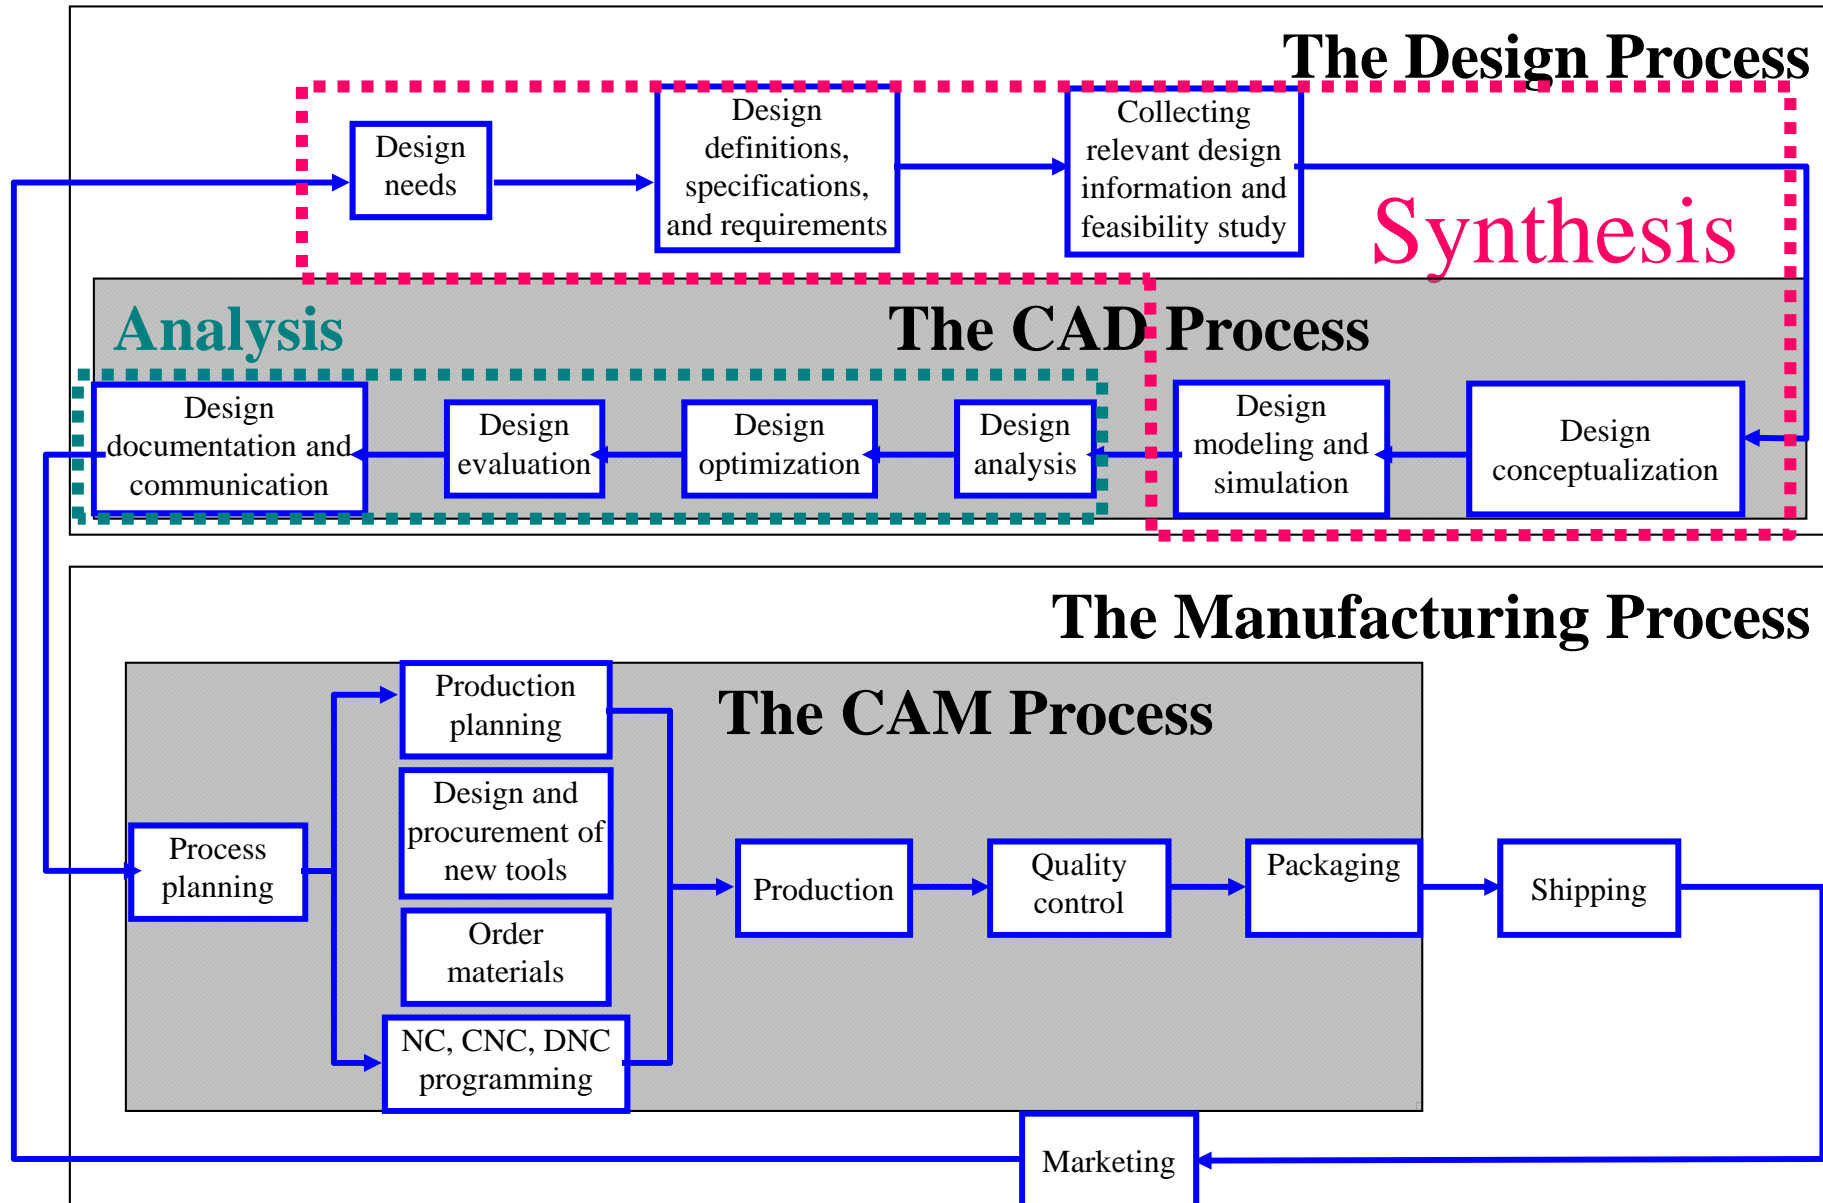 The Design Process
Design
needs
Design
definitions,
specifications,
and requirements
Collecting
relevant design
information and
feasibility study
Synthesis
Analysis
The CAD Process
Design
documentation and
communication
Design
evaluation
Design
optimization
Design
analysis
Design
modeling and
simulation
Design
conceptualization
The Manufacturing Process
The CAM Process
Process
planning
Production
planning
Design and
procurement of
new tools
Order
materials
NC, CNC, DNC
programming
Production
Quality
control
Packaging
Shipping
Marketing